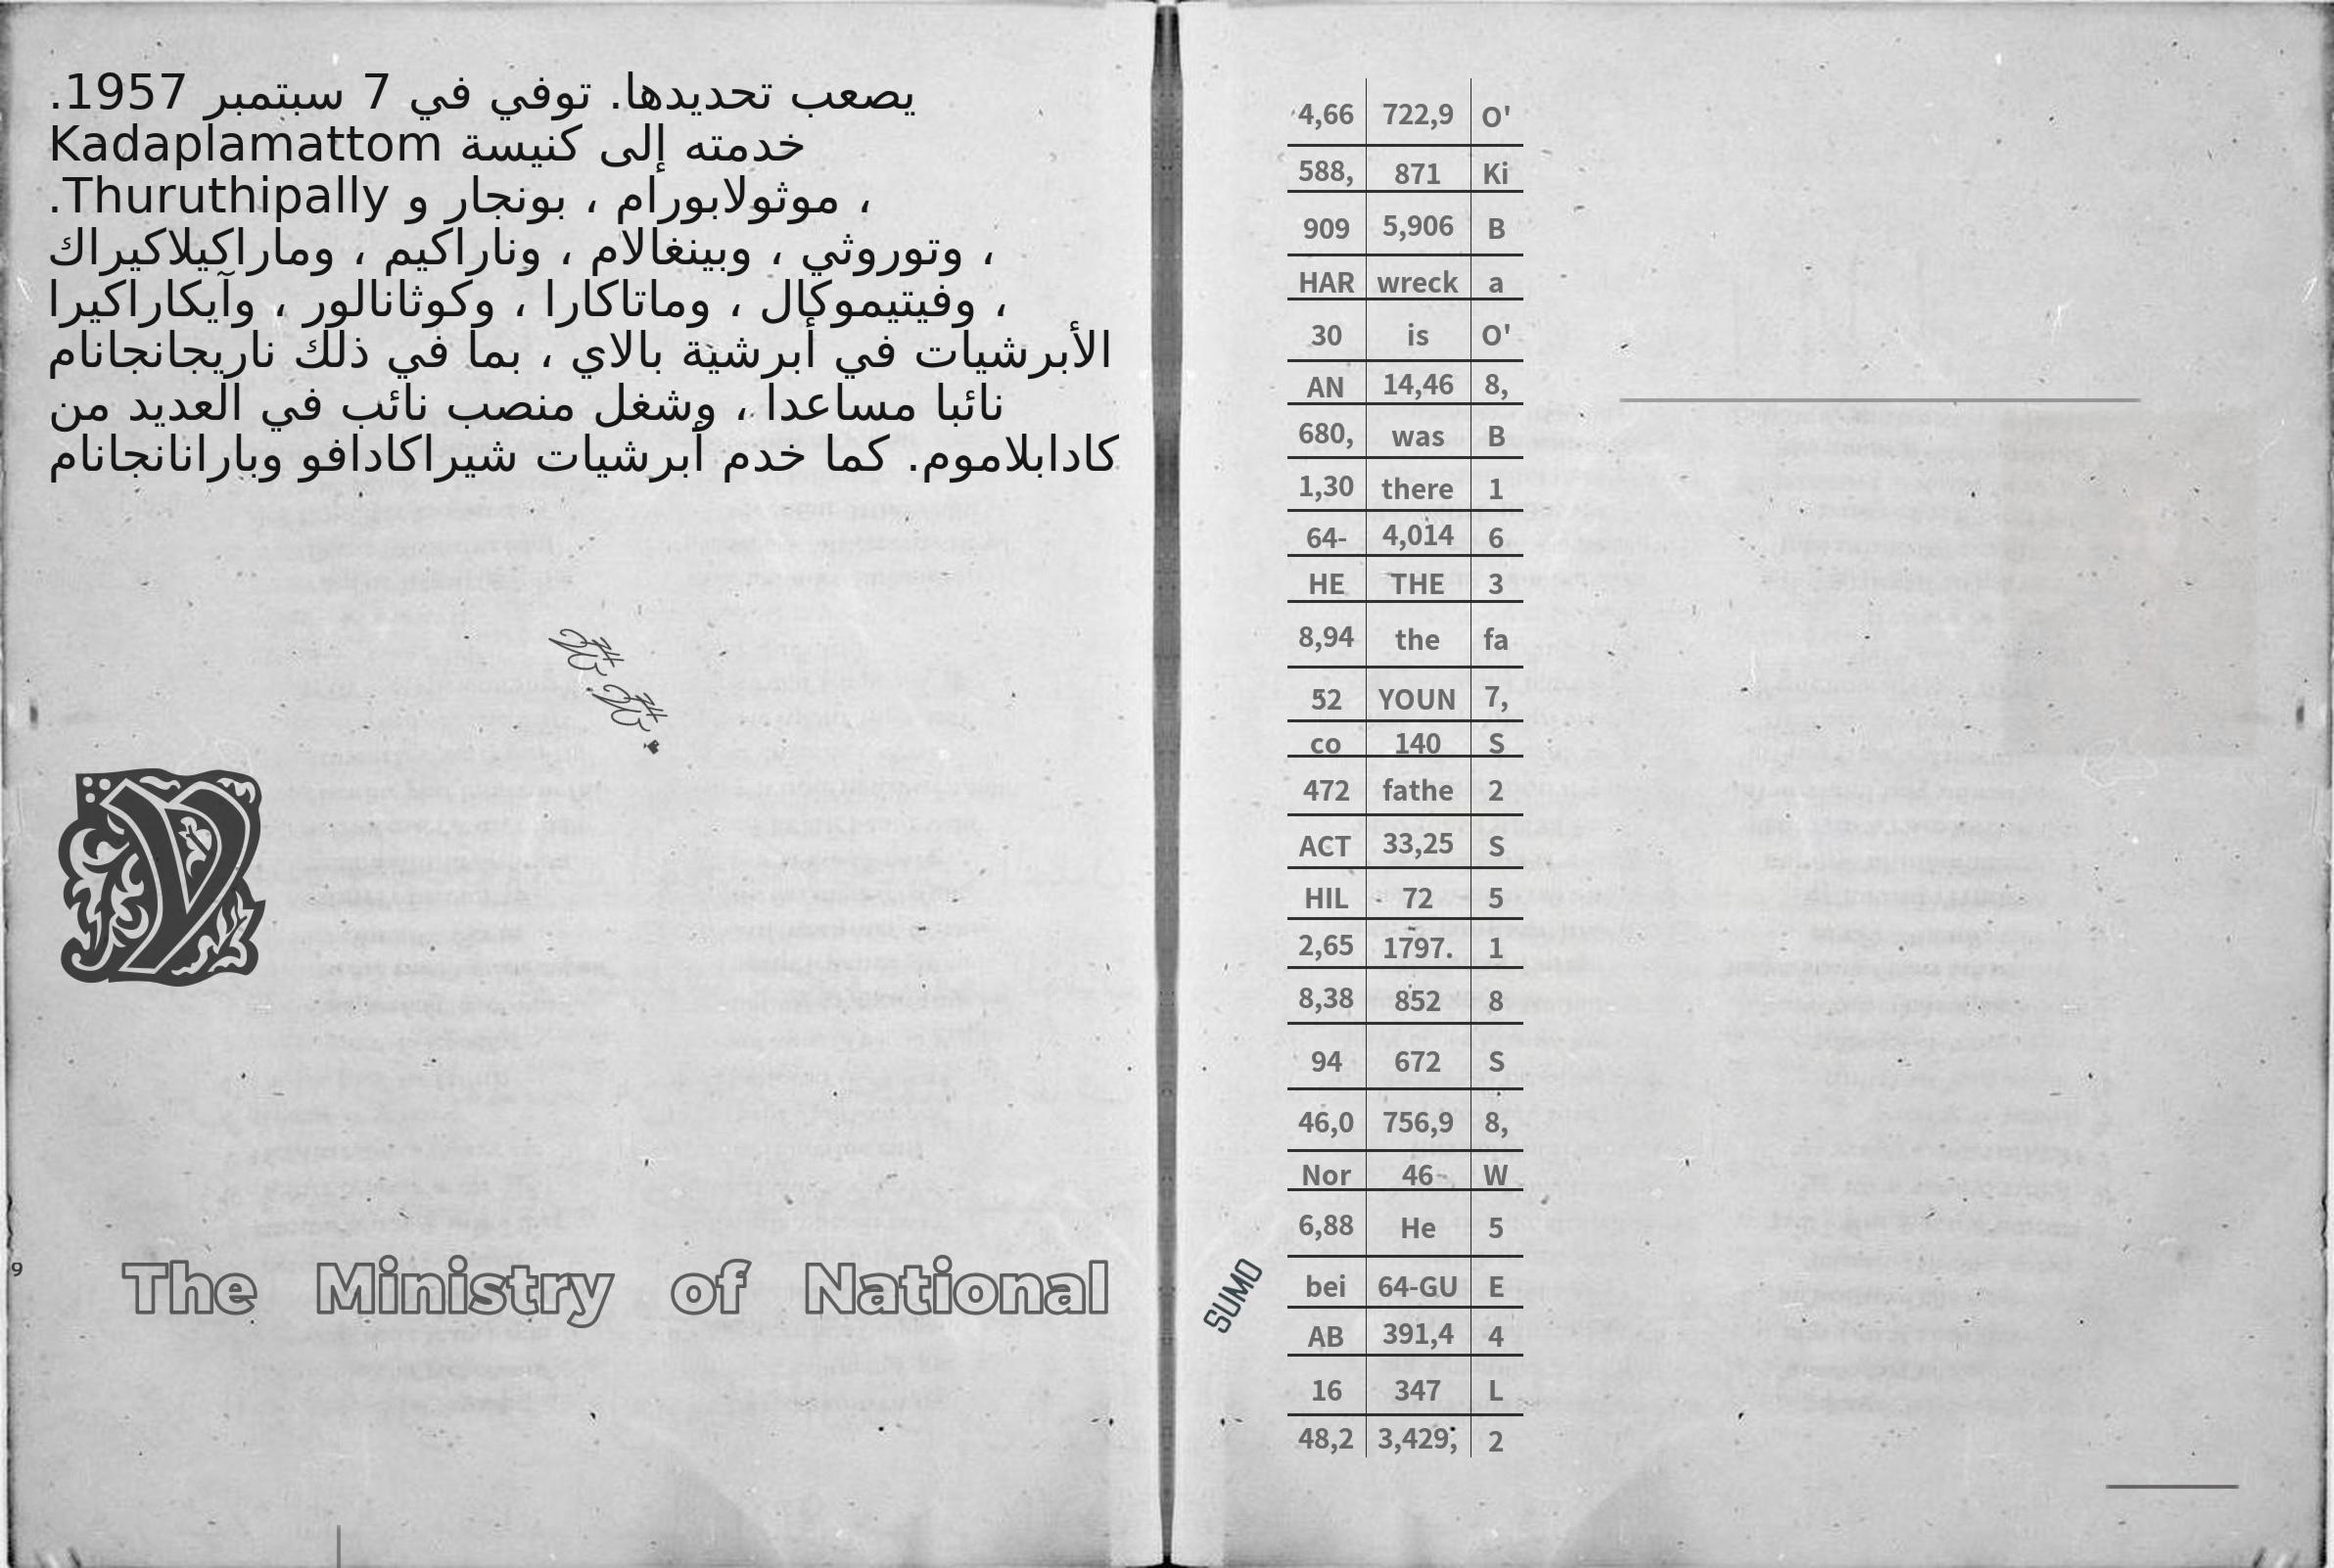 يصعب تحديدها. توفي في 7 سبتمبر 1957.
خدمته إلى كنيسة Kadaplamattom
، موثولابورام ، بونجار و Thuruthipally.
، وتوروثي ، وبينغالام ، وناراكيم ، وماراكيلاكيراك
، وفيتيموكال ، وماتاكارا ، وكوثانالور ، وآيكاراكيرا
الأبرشيات في أبرشية بالاي ، بما في ذلك ناريجانجانام
نائبا مساعدا ، وشغل منصب نائب في العديد من
كادابلاموم. كما خدم أبرشيات شيراكادافو وبارانانجانام
Y
9
The Ministry of National
SUMO
4,66 722,9 O'
588, 871 Ki
909 5,906 B
HAR wreck a
30 is O'
AN 14,46 8,
680, was B
1,30 there 1
64- 4,014 6
HE THE 3
8,94 the fa
52 YOUN 7,
co 140 S
472 fathe 2
ACT 33,25 S
HIL 72 5
2,65 1797. 1
8,38 852 8
94 672 S
46,0 756,9 8,
Nor 46- W
6,88 He 5
bei 64-GU E
AB 391,4 4
16 347 L
48,2 3,429, 2